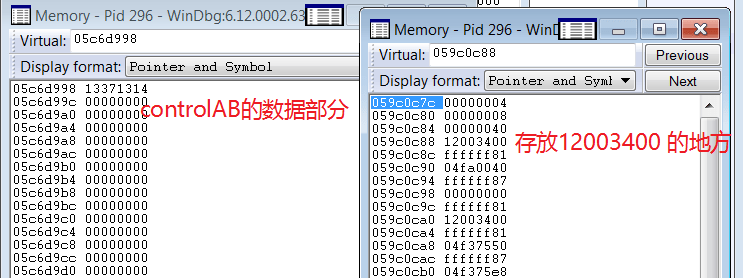 Memory - Pid 296 - WinDbg:6.12.0002.63
Virtual: 05c6d998
Display format: Pointer and Symbol
05c6d998 13371314
05c6d99c 00000000
05c6d9a0 00000000
05c6d9a4 00000000
05c6d9a8 00000000
05c6d9ac 00000000
05c6d9b0 00000000
05c6d9b4 00000000
05c6d9b8 00000000
05c6d9bc 00000000
05c6d9c0 00000000
05c6d9c4 00000000
05c6d9c8 00000000
05c6d9cc 00000000
05c6d9d0 00000000
controlAB的数据部分
Memory - Pid 296 - WinD
Virtual: 059c0c88
Previous
Display format: Pointer and Syml
Next
059c0c7c 00000004
059c0c80 00000008
059c0c84 00000040
059c0c88 12003400
059c0c8c ffffff81
059c0c90 04fa0040
059c0c94 ffffff87
059c0c98 00000000
059c0c9c ffffff81
059c0ca0 12003400
059c0ca4 ffffff81
059c0ca8 04f37550
059c0cac ffffff87
059c0cb0 04f375e8
存放12003400 的地方